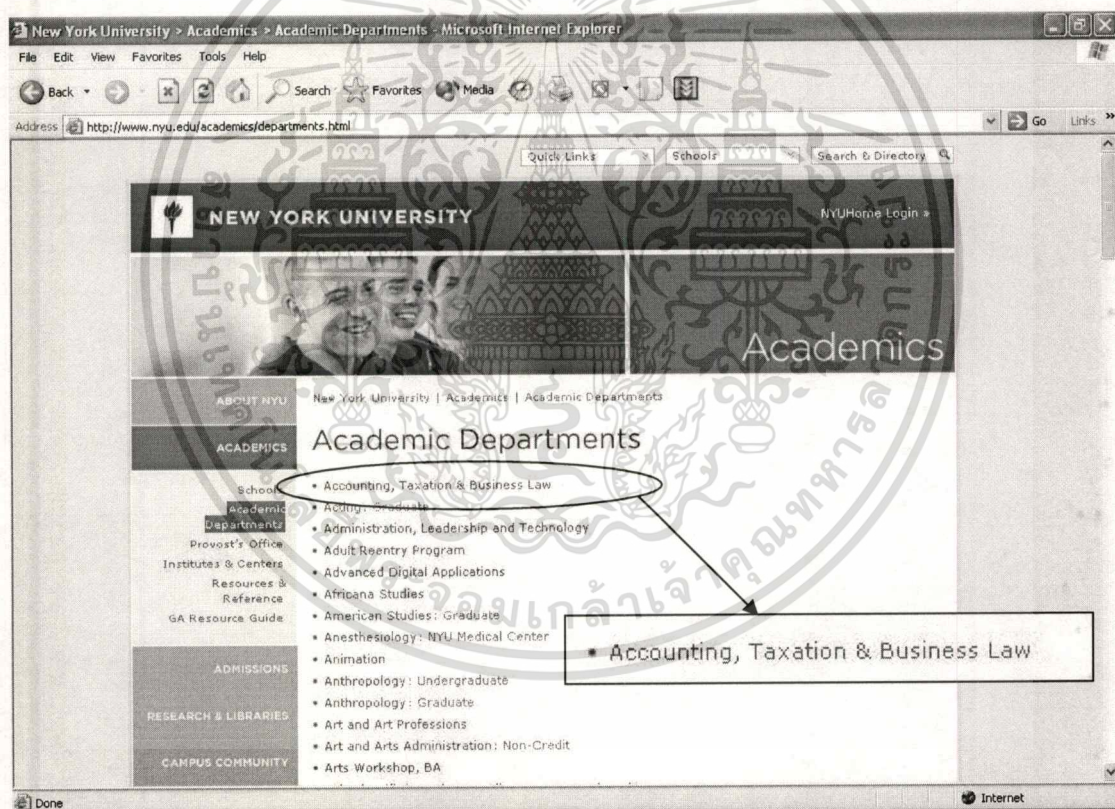 New York University > Academics > Academic Departments - Microsoft Internet Explorer
File Edit View Favorites Tools Help
Back Search Favorites Media
Address http://www.nyu.edu/academics/departments.html Go Links »
Quick Links Schools Search & Directory
NEW YORK UNIVERSITY
NYUHome Login »
Academics
ABOUT NYU
ACADEMICS
Schools
Academic
Departments
Provost's Office
Institutes & Centers
Resources &
Reference
GA Resource Guide
ADMISSIONS
RESEARCH & LIBRARIES
CAMPUS COMMUNITY
New York University | Academics | Academic Departments
Academic Departments
• Accounting, Taxation & Business Law
• Acting: Graduate
• Administration, Leadership and Technology
• Adult Reentry Program
• Advanced Digital Applications
• Africana Studies
• American Studies: Graduate
• Anesthesiology: NYU Medical Center
• Animation
• Anthropology: Undergraduate
• Anthropology: Graduate
• Art and Art Professions
• Art and Arts Administration: Non-Credit
• Arts Workshop, BA
• Accounting, Taxation & Business Law
Done
Internet